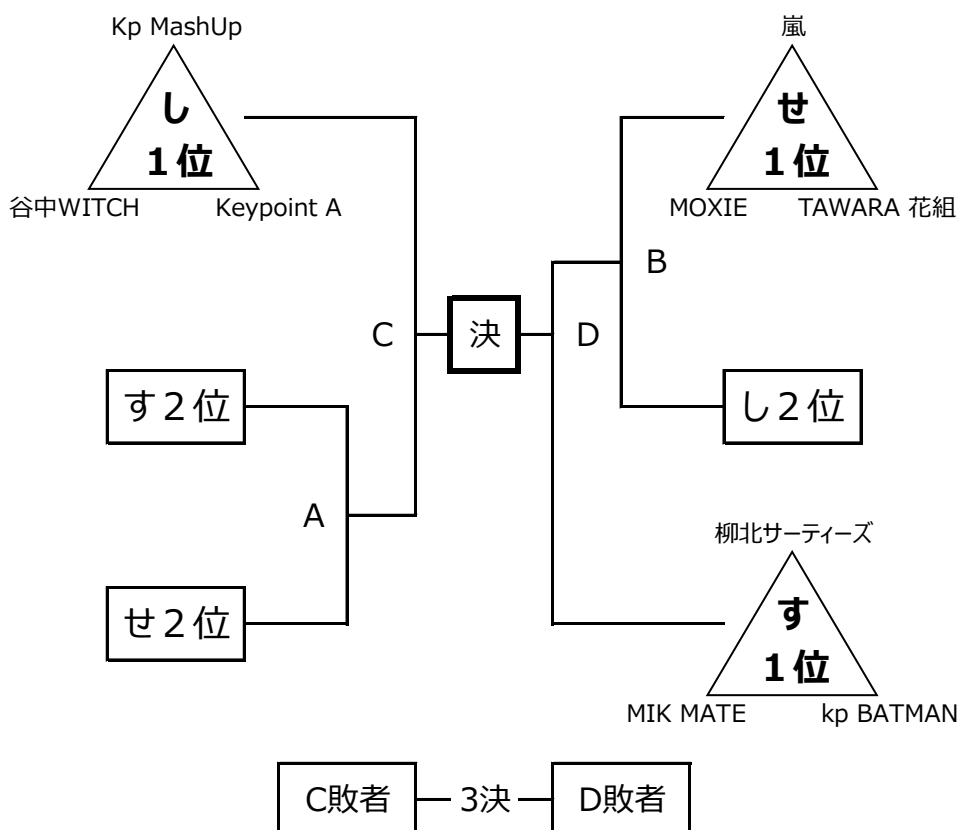 Kp MashUp
し
1位
谷中WITCH
Keypoint A
嵐
せ
1位
MOXIE
TAWARA 花組
B
C
決
D
す2位
し2位
A
せ2位
柳北サーティーズ
す
1位
MIK MATE
kp BATMAN
C敗者
3決
D敗者